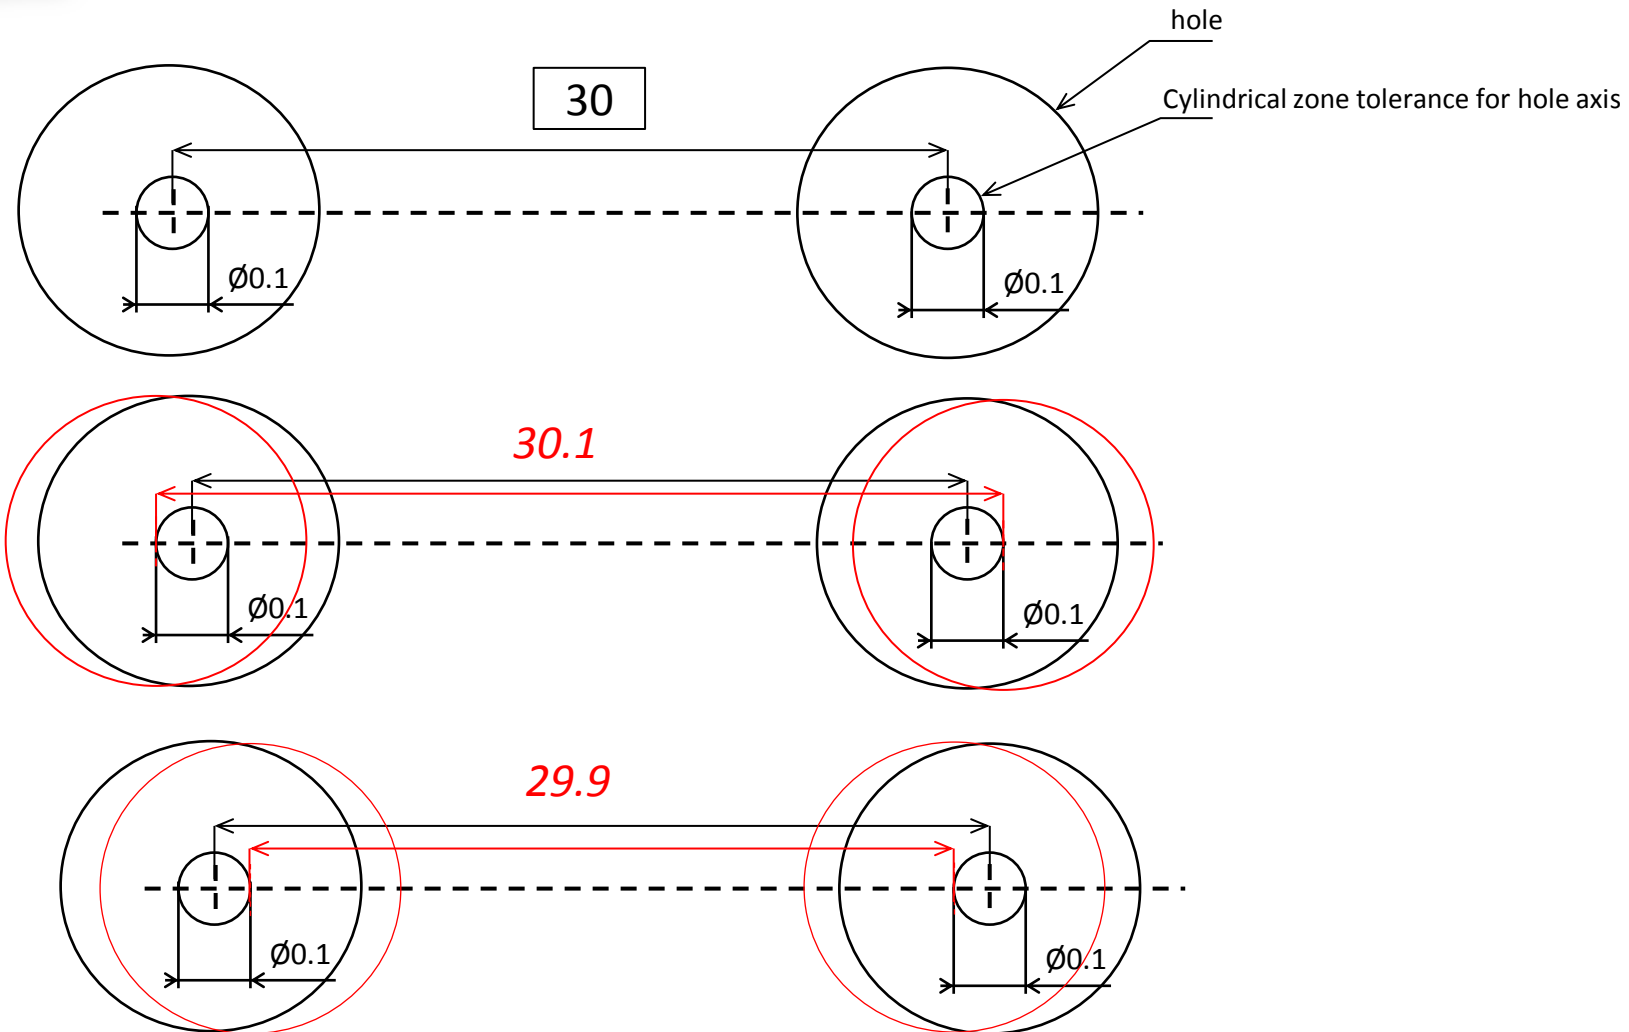 hole
30
Cylindrical zone tolerance for hole axis
Ø0.1
Ø0.1
30.1
Ø0.1
Ø0.1
29.9
Ø0.1
Ø0.1